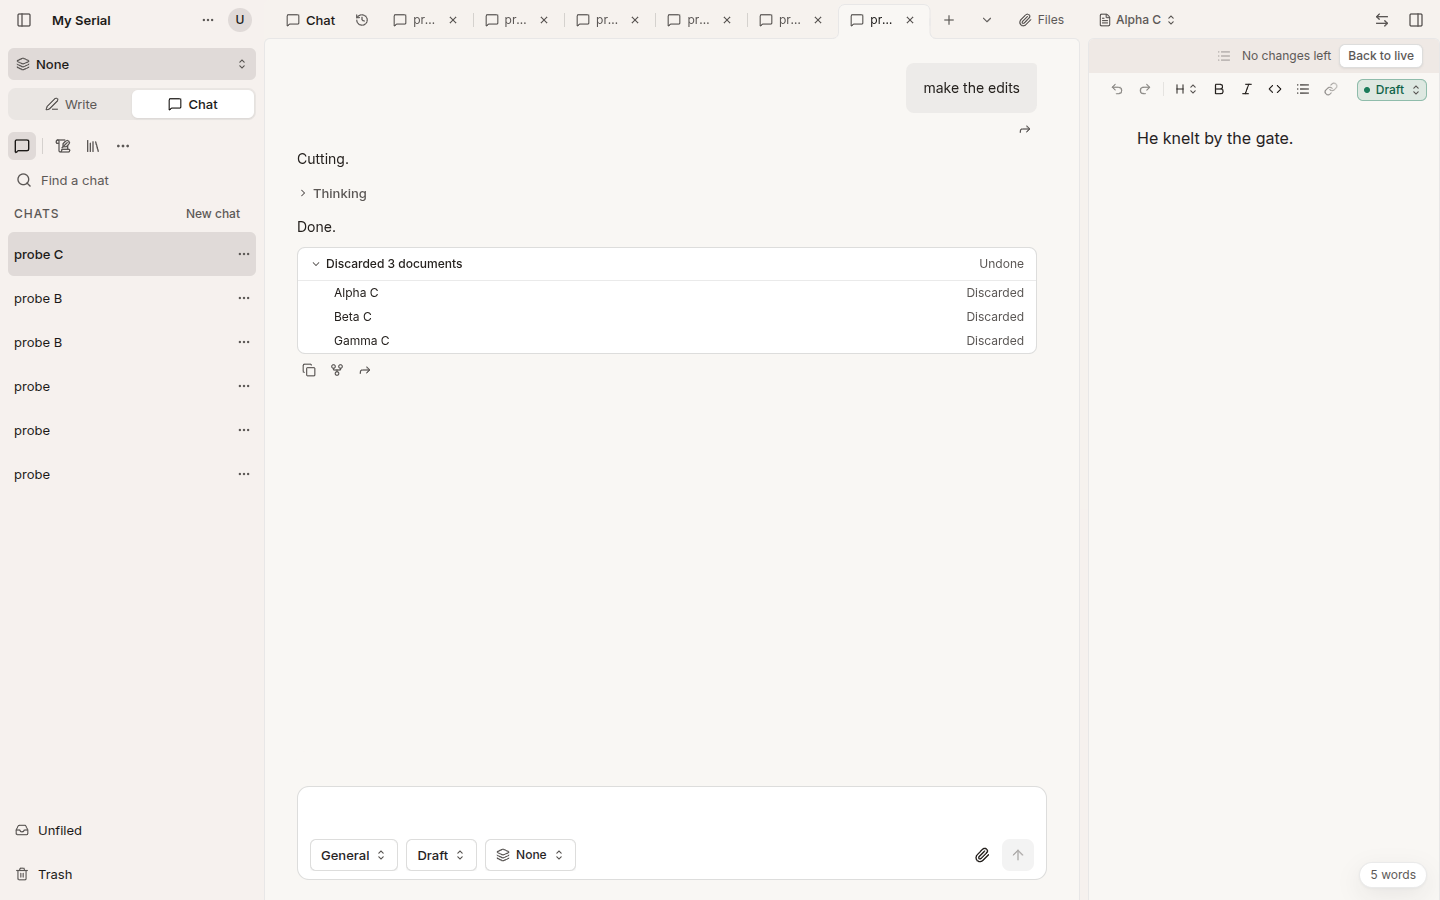 My Serial
U
None
Write
Chat
Find a chat
CHATS
New chat
probe C
probe B
probe B
probe
probe
probe
Unfiled
Trash
Chat
pr...
pr...
pr...
pr...
pr...
pr...
Files
make the edits
Cutting.
Thinking
Done.
Discarded 3 documents
Undone
Alpha C
Discarded
Beta C
Discarded
Gamma C
Discarded
General
Draft
None
Alpha C
No changes left
Back to live
H
B
I
Draft
He knelt by the gate.
5 words